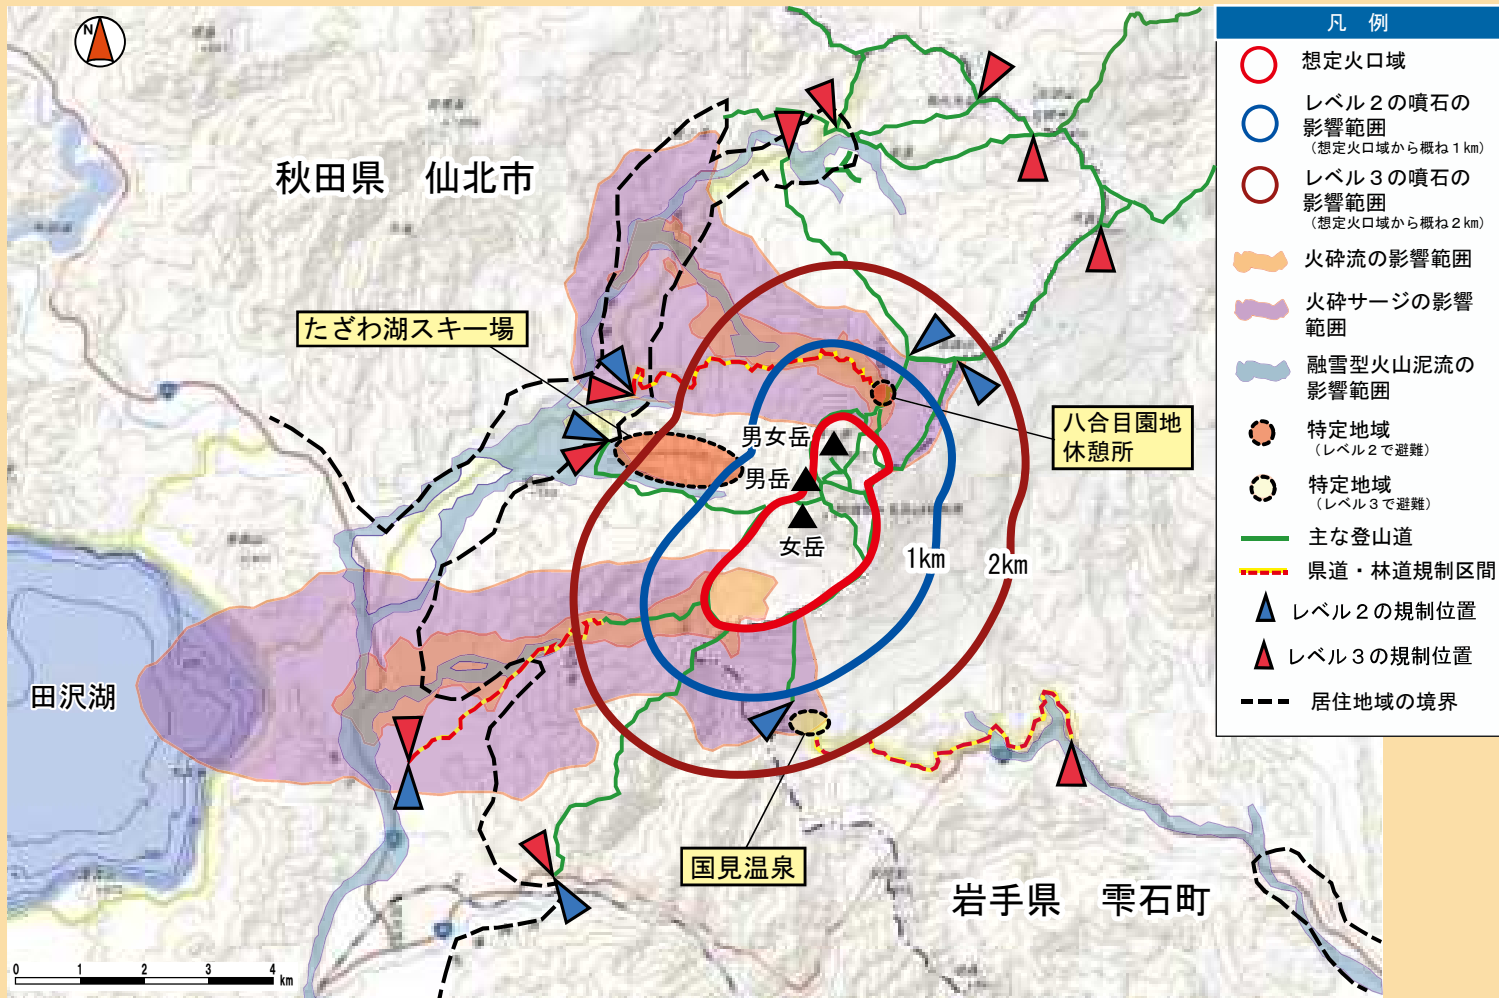 N
秋田県　仙北市
たざわ湖スキー場
八合目園地
休憩所
男女岳
男岳
女岳
1km
2km
田沢湖
国見温泉
岩手県　雫石町
0 1 2 3 4 km
凡　例
想定火口域
レベル２の噴石の
影響範囲
（想定火口域から概ね１km）
レベル３の噴石の
影響範囲
（想定火口域から概ね２km）
火砕流の影響範囲
火砕サージの影響
範囲
融雪型火山泥流の
影響範囲
特定地域
（レベル２で避難）
特定地域
（レベル３で避難）
主な登山道
県道・林道規制区間
レベル２の規制位置
レベル３の規制位置
居住地域の境界